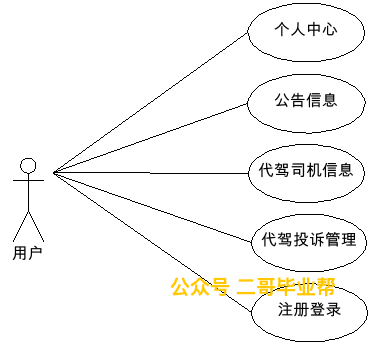 个人中心
公告信息
代驾司机信息
代驾投诉管理
用户
公众号 二哥毕业帮
注册登录